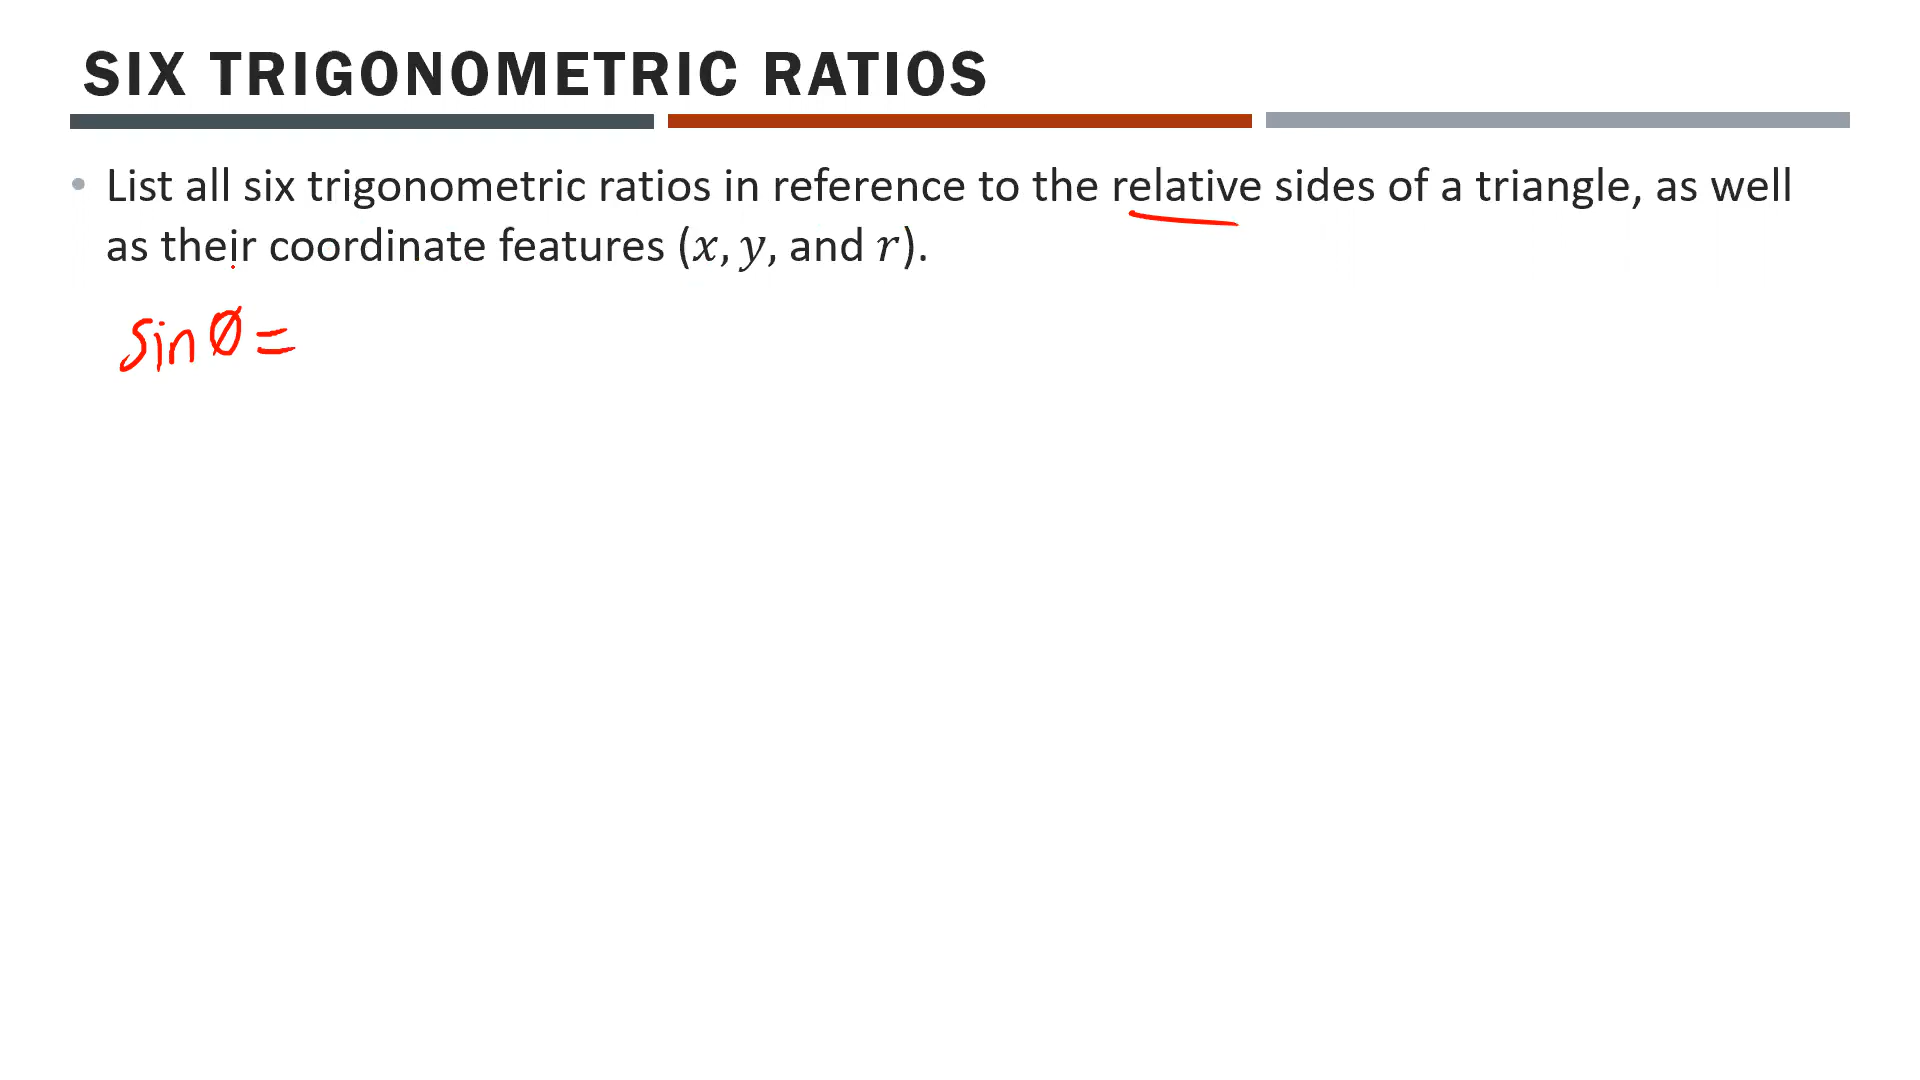 SIX TRIGONOMETRIC RATIOS
• List all six trigonometric ratios in reference to the relative sides of a triangle, as well
as their coordinate features (x, y, and r).
sin θ =